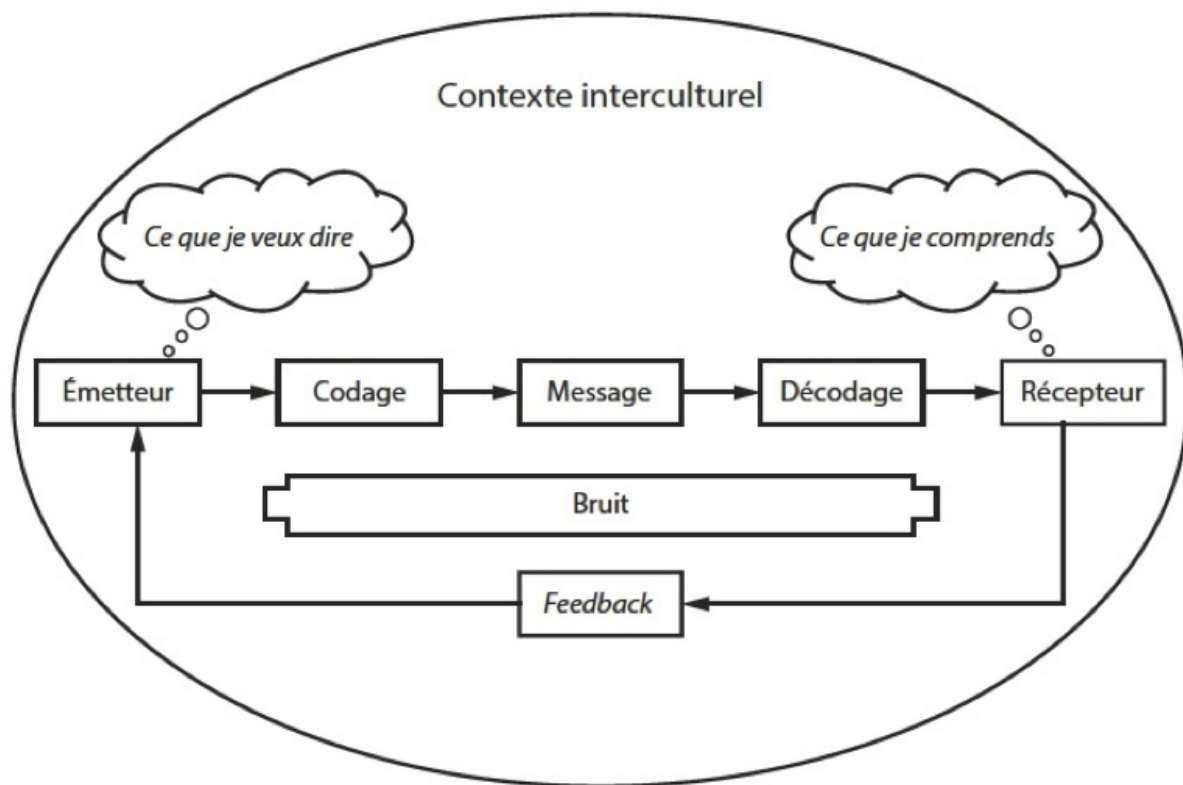 Contexte interculturel
Ce que je veux dire
Ce que je comprends
Émetteur
Codage
Message
Décodage
Récepteur
Bruit
Feedback